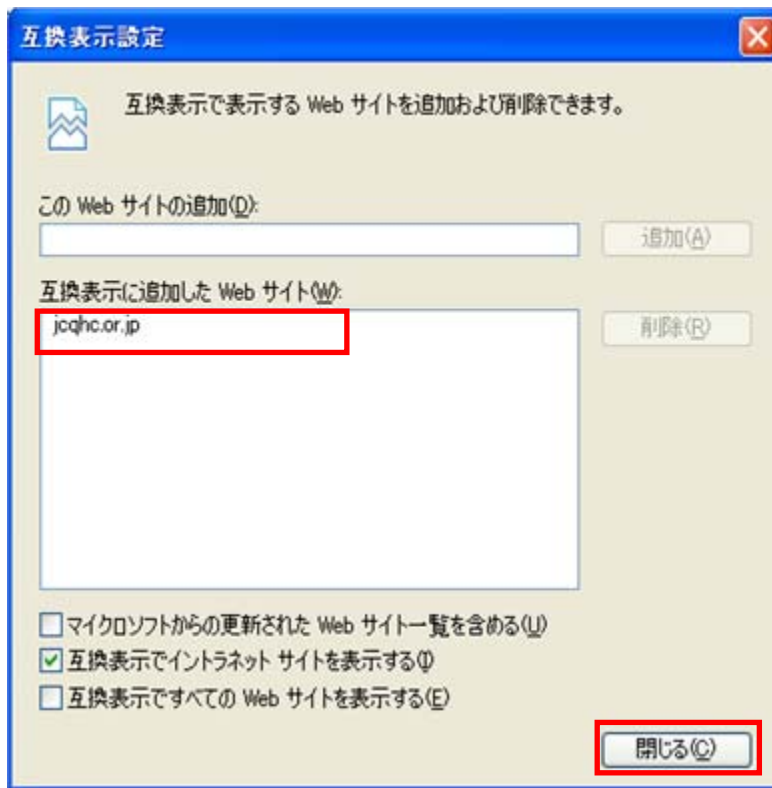 互換表示設定
互換表示で表示する Web サイトを追加および削除できます。
この Web サイトの追加(D):
追加(A)
互換表示に追加した Web サイト(W):
jcqhc.or.jp
削除(R)
マイクロソフトからの更新された Web サイト一覧を含める(U)
互換表示でイントラネット サイトを表示する(I)
互換表示ですべての Web サイトを表示する(E)
閉じる(C)